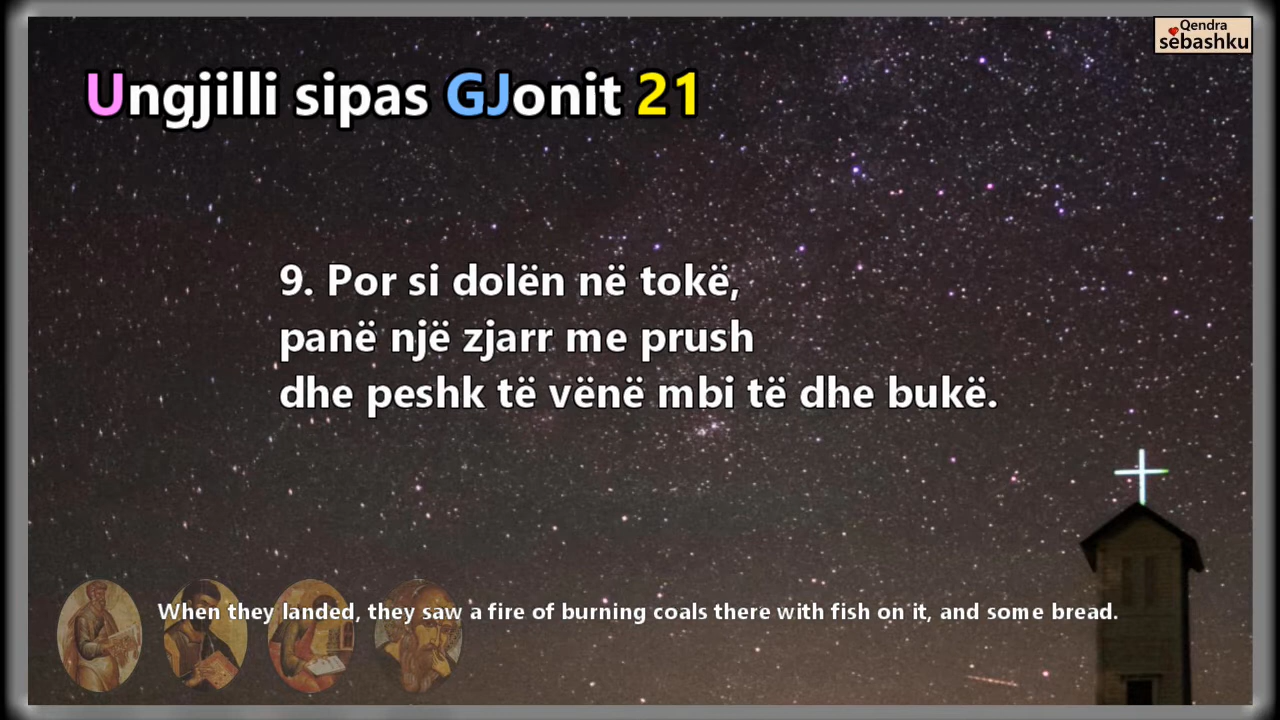 Qendra
sëbashku
Ungjilli sipas GJonit 21
9. Por si dolën në tokë,
panë një zjarr me prush
dhe peshk të vënë mbi të dhe bukë.
When they landed, they saw a fire of burning coals there with fish on it, and some bread.